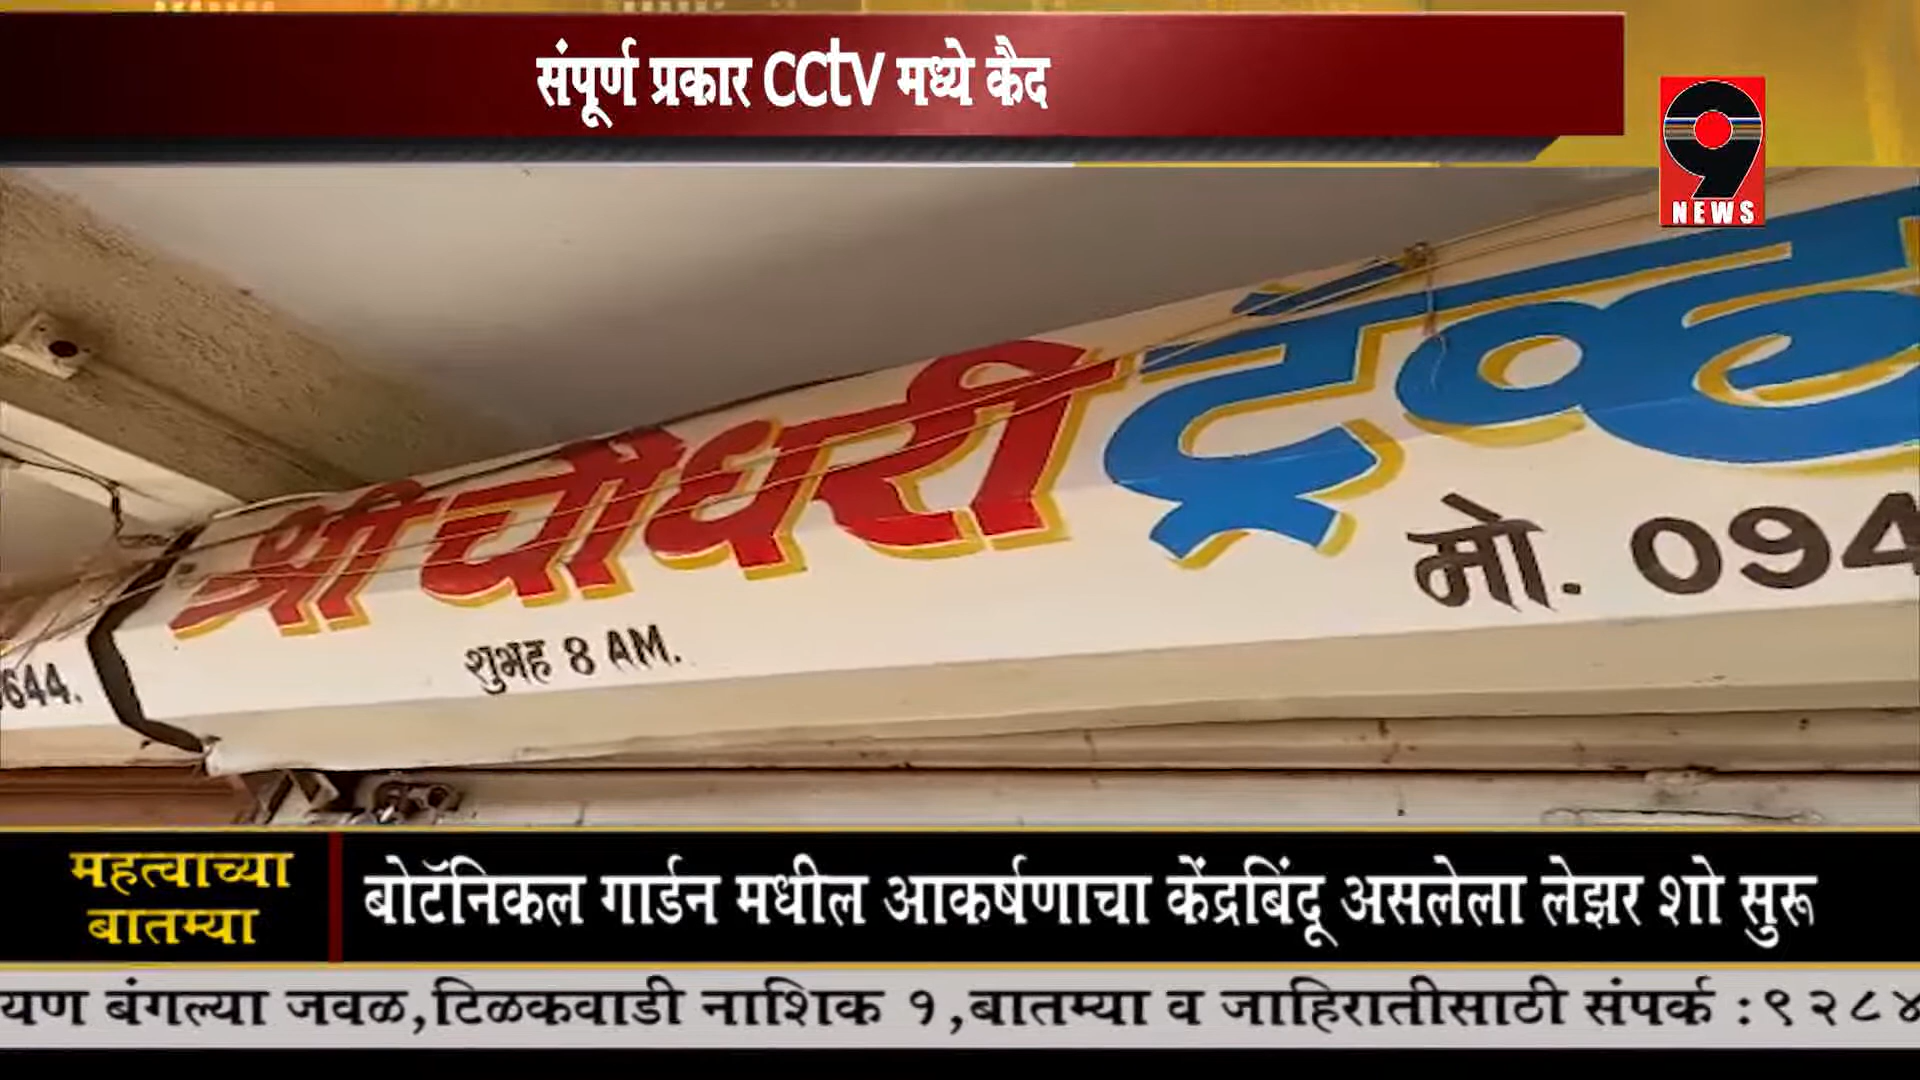 संपूर्ण प्रकार cctv मध्ये कैद
9
NEWS
श्री चौधरी
मो. 094
शुभह 8 AM.
644.
महत्वाच्या
बातम्या
बोटॅनिकल गार्डन मधील आकर्षणाचा केंद्रबिंदू असलेला लेझर शो सुरू
यण बंगल्या जवळ,टिळकवाडी नाशिक १,बातम्या व जाहिरातीसाठी संपर्क :९२८४